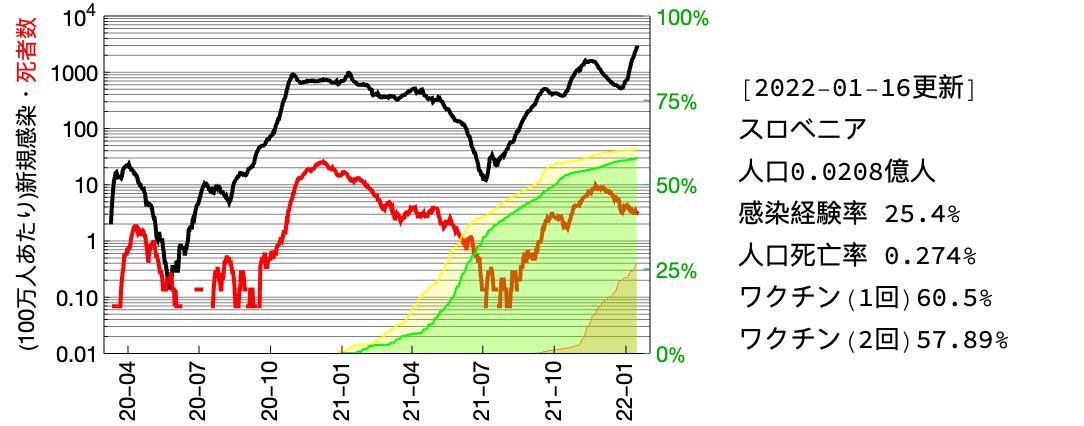 (100万人あたり)新規感染・死者数
10⁴
1000
100
10
1
0.10
0.01
100%
75%
50%
25%
0%
20-04
20-07
20-10
21-01
21-04
21-07
21-10
22-01
[2022-01-16更新]
スロベニア
人口0.0208億人
感染経験率 25.4%
人口死亡率 0.274%
ワクチン(1回)60.5%
ワクチン(2回)57.89%